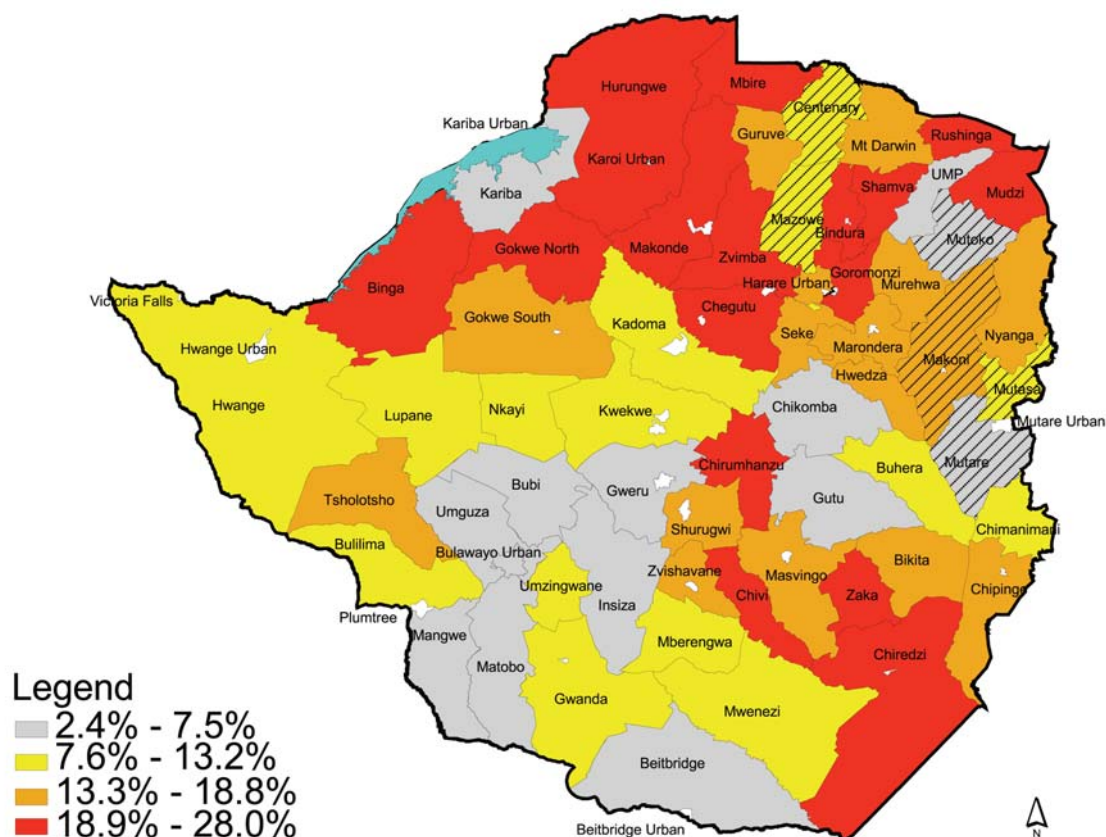 Hurungwe
Mbire
Centenary
Kariba Urban
Guruve
Mt Darwin
Rushinga
Karoi Urban
UMP
Kariba
Shamva
Mudzi
Mazowe
Bindura
Mutoko
Gokwe North
Makonde
Zvimba
Goromonzi
Binga
Harare Urban
Murehwa
Victoria Falls
Chegutu
Gokwe South
Kadoma
Seke
Nyanga
Hwange Urban
Marondera
Makoni
Hwedza
Mutasa
Hwange
Lupane
Nkayi
Kwekwe
Chikomba
Mutare Urban
Chirumhanzu
Buhera
Mutare
Bubi
Gweru
Tsholotsho
Umguza
Gutu
Shurugwi
Chimanimani
Bulilima
Bulawayo Urban
Bikita
Zvishavane
Masvingo
Umzingwane
Chipinge
Chivi
Zaka
Plumtree
Insiza
Mangwe
Mberengwa
Chiredzi
Matobo
Gwanda
Mwenezi
Beitbridge
Beitbridge Urban
Legend
2.4% - 7.5%
7.6% - 13.2%
13.3% - 18.8%
18.9% - 28.0%
N